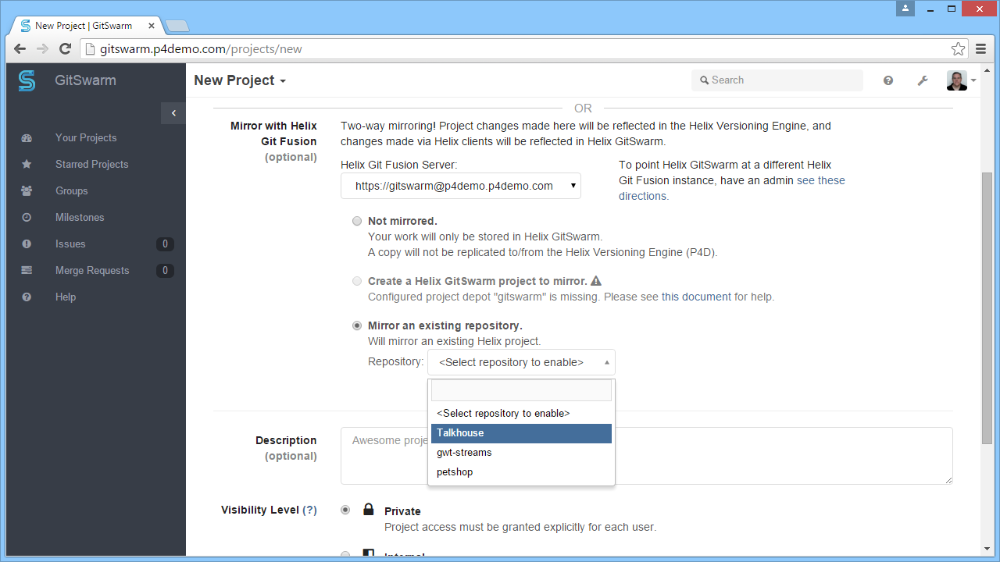 New Project | GitSwarm
gitswarm.p4demo.com/projects/new
GitSwarm
New Project
Search
Your Projects
Starred Projects
Groups
Milestones
Issues 0
Merge Requests 0
Help
OR
Mirror with Helix
Git Fusion
(optional)
Two-way mirroring! Project changes made here will be reflected in the Helix Versioning Engine, and
changes made via Helix clients will be reflected in Helix GitSwarm.
Helix Git Fusion Server:
https://gitswarm@p4demo.p4demo.com
To point Helix GitSwarm at a different Helix
Git Fusion instance, have an admin see these
directions.
Not mirrored.
Your work will only be stored in Helix GitSwarm.
A copy will not be replicated to/from the Helix Versioning Engine (P4D).
Create a Helix GitSwarm project to mirror.
Configured project depot "gitswarm" is missing. Please see this document for help.
Mirror an existing repository.
Will mirror an existing Helix project.
Repository: <Select repository to enable>
<Select repository to enable>
Talkhouse
gwt-streams
petshop
Description
(optional)
Awesome proje
Visibility Level (?)
Private
Project access must be granted explicitly for each user.
Internal